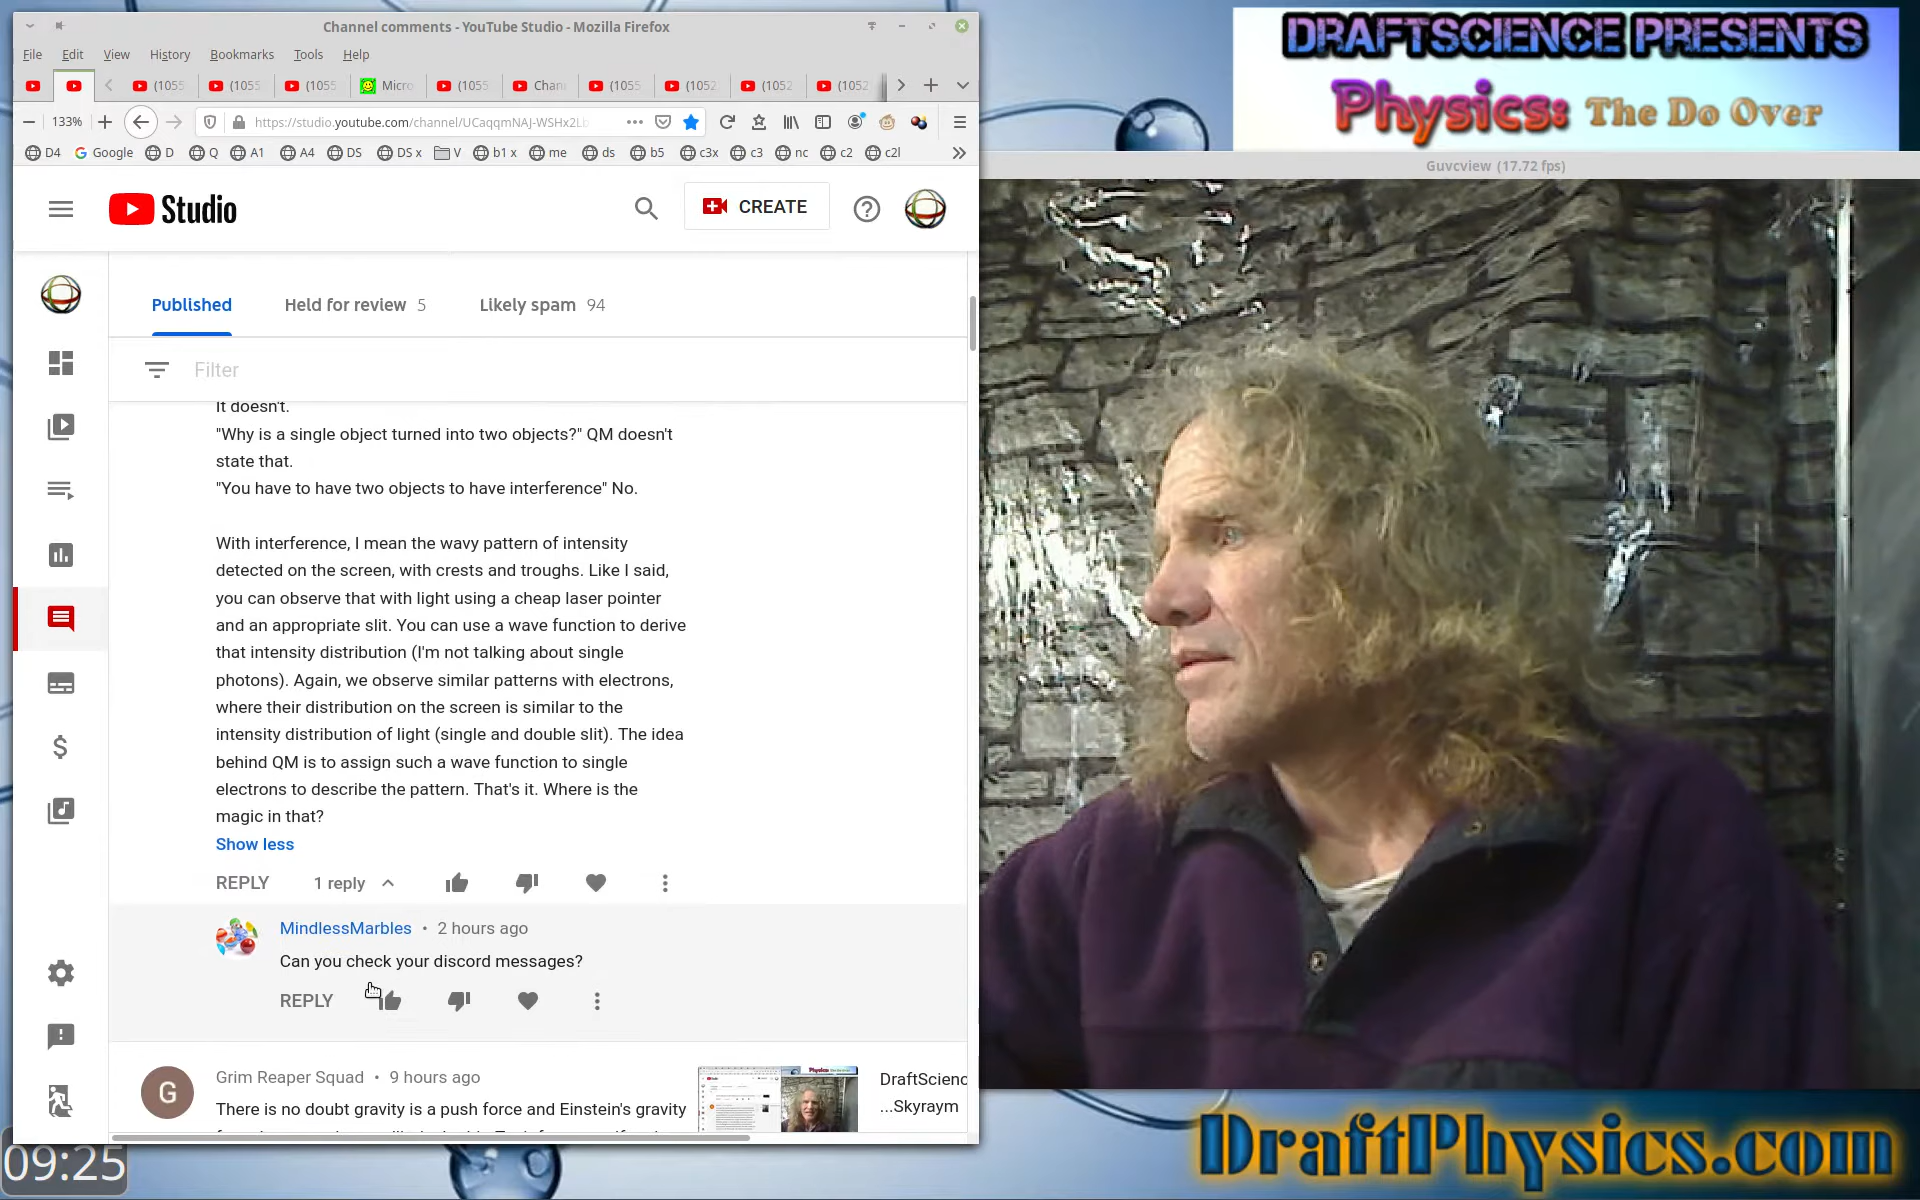 Channel comments - YouTube Studio - Mozilla Firefox
File Edit View History Bookmarks Tools Help
(1055 (1055 (1055 Micro (1055 Chan (1055 (1052 (1052 (1052
133% https://studio.youtube.com/channel/UCaqqmNAJ-WSHx2Lb
D4 Google D Q A1 A4 DS DS x V b1 x me ds b5 c3x c3 nc c2 c2l
Studio
CREATE
Published Held for review 5 Likely spam 94
Filter
It doesn't.
"Why is a single object turned into two objects?" QM doesn't
state that.
"You have to have two objects to have interference" No.
With interference, I mean the wavy pattern of intensity
detected on the screen, with crests and troughs. Like I said,
you can observe that with light using a cheap laser pointer
and an appropriate slit. You can use a wave function to derive
that intensity distribution (I'm not talking about single
photons). Again, we observe similar patterns with electrons,
where their distribution on the screen is similar to the
intensity distribution of light (single and double slit). The idea
behind QM is to assign such a wave function to single
electrons to describe the pattern. That's it. Where is the
magic in that?
Show less
REPLY 1 reply
MindlessMarbles • 2 hours ago
Can you check your discord messages?
REPLY
G
Grim Reaper Squad • 9 hours ago
There is no doubt gravity is a push force and Einstein's gravity
DraftScienc
...Skyraym
09:25
DRAFTSCIENCE PRESENTS
Physics: The Do Over
Guvcview (17.72 fps)
DraftPhysics.com